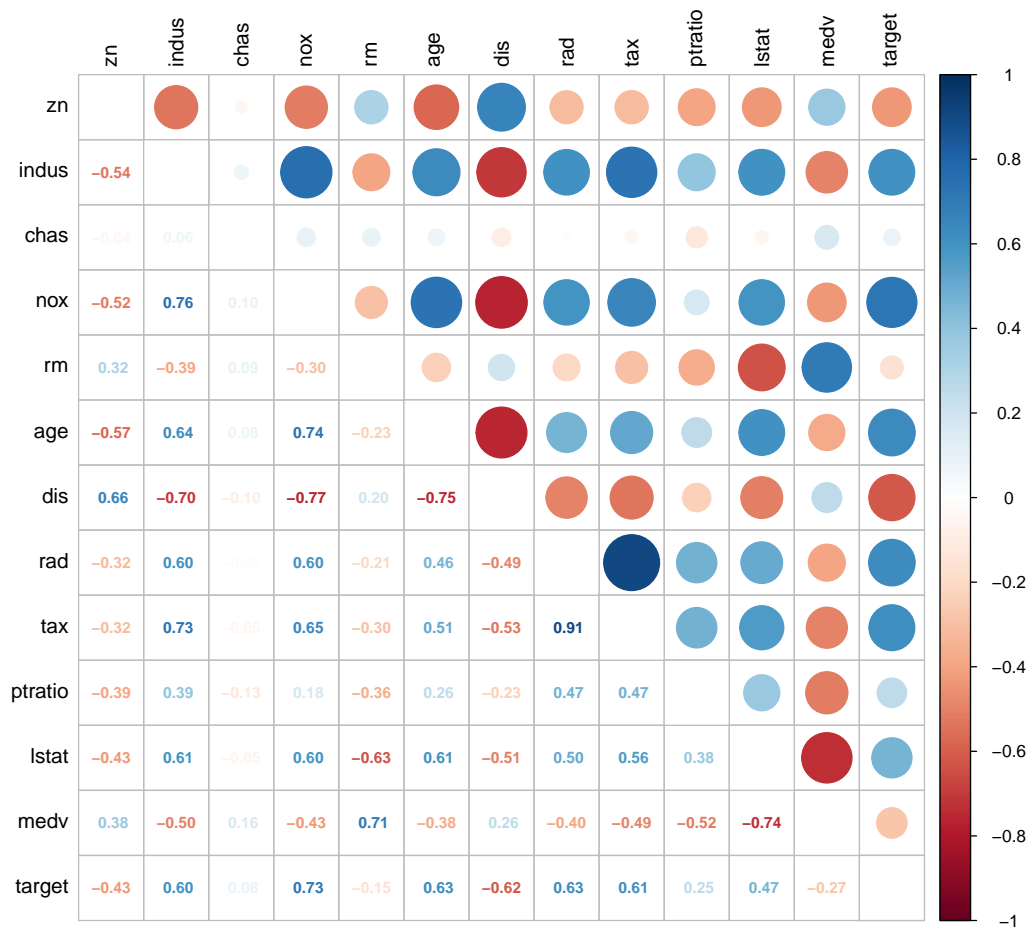 zn indus chas nox rm age dis rad tax ptratio lstat medv target
zn
indus −0.54
chas −0.04 0.06
nox −0.52 0.76 0.10
rm 0.32 −0.39 0.09 −0.30
age −0.57 0.64 0.08 0.74 −0.23
dis 0.66 −0.70 −0.10 −0.77 0.20 −0.75
rad −0.32 0.60 −0.02 0.60 −0.21 0.46 −0.49
tax −0.32 0.73 −0.05 0.65 −0.30 0.51 −0.53 0.91
ptratio −0.39 0.39 −0.13 0.18 −0.36 0.26 −0.23 0.47 0.47
lstat −0.43 0.61 −0.05 0.60 −0.63 0.61 −0.51 0.50 0.56 0.38
medv 0.38 −0.50 0.16 −0.43 0.71 −0.38 0.26 −0.40 −0.49 −0.52 −0.74
target −0.43 0.60 0.08 0.73 −0.15 0.63 −0.62 0.63 0.61 0.25 0.47 −0.27
1
0.8
0.6
0.4
0.2
0
−0.2
−0.4
−0.6
−0.8
−1